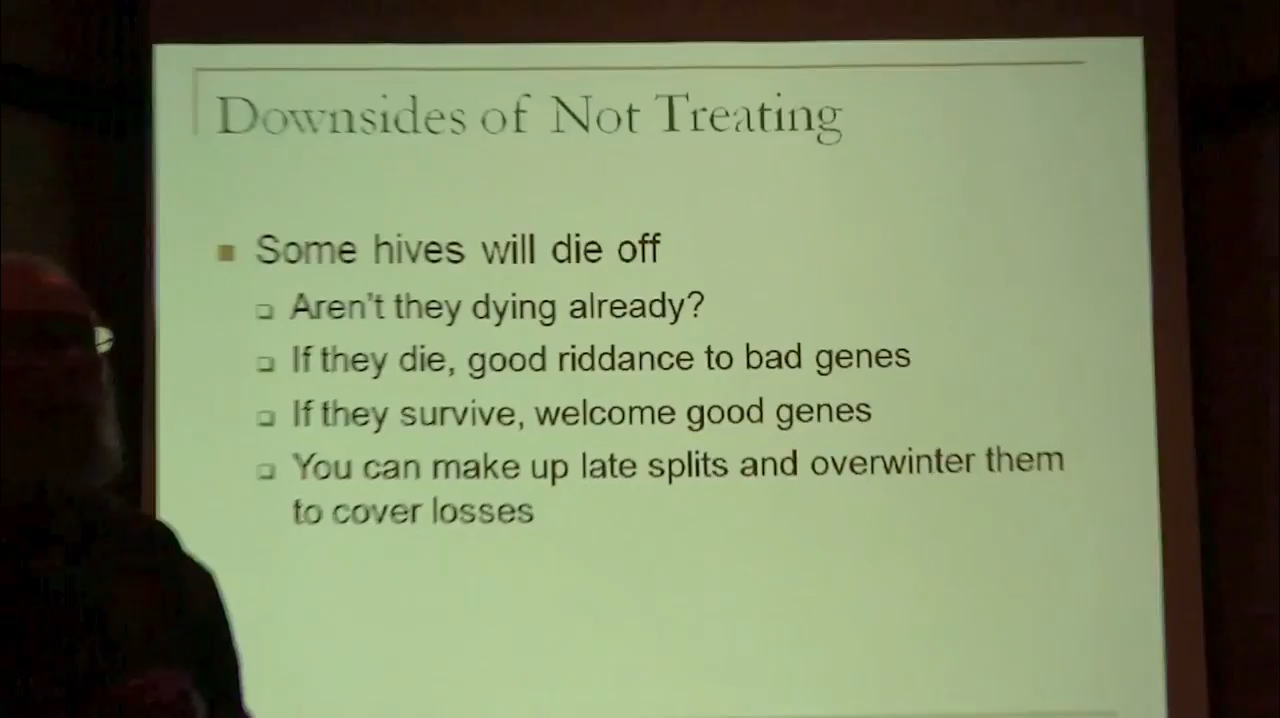 Downsides of Not Treating
Some hives will die off
Aren't they dying already?
If they die, good riddance to bad genes
If they survive, welcome good genes
You can make up late splits and overwinter them
to cover losses